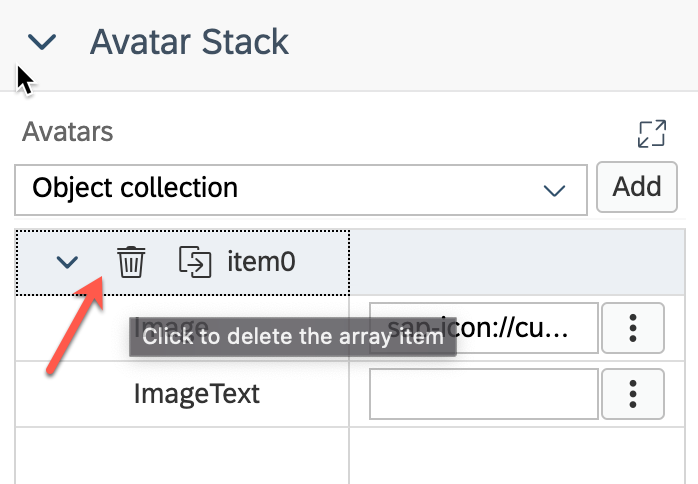 Avatar Stack
Avatars
Object collection
Add
item0
Image
sap-icon://cu...
Click to delete the array item
ImageText